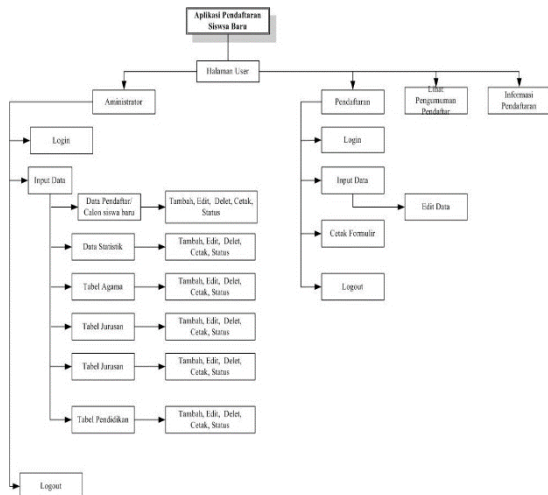 Aplikasi Pendaftaran
Siswsa Baru
Halaman User
Aministrator
Pendaftaran
Lihat
Pengumuman
Pendaftar
Informasi
Pendaftaran
Login
Input Data
Data Pendaftar/
Calon siswa baru
Tambah, Edit, Delet, Cetak,
Status
Data Statistik
Tambah, Edit, Delet,
Cetak, Status
Tabel Agama
Tambah, Edit, Delet,
Cetak, Status
Tabel Jurusan
Tambah, Edit, Delet,
Cetak, Status
Tabel Jurusan
Tambah, Edit, Delet,
Cetak, Status
Tabel Pendidikan
Tambah, Edit, Delet,
Cetak, Status
Logout
Login
Input Data
Edit Data
Cetak Formulir
Logout